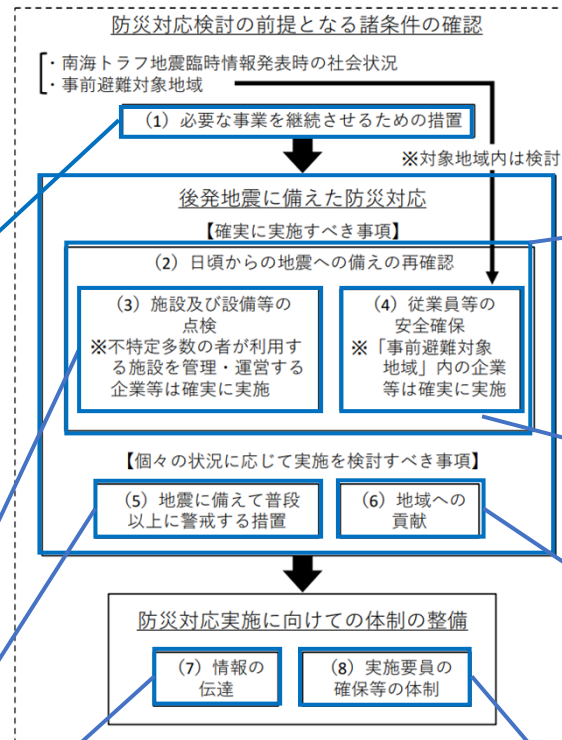 防災対応検討の前提となる諸条件の確認
・南海トラフ地震臨時情報発表時の社会状況
・事前避難対象地域
（1）必要な事業を継続させるための措置
※対象地域内は検討
後発地震に備えた防災対応
【確実に実施すべき事項】
（2）日頃からの地震への備えの再確認
（3）施設及び設備等の
点検
※不特定多数の者が利用す
る施設を管理・運営する
企業等は確実に実施
（4）従業員等の
安全確保
※「事前避難対象
地域」内の企業
等は確実に実施
【個々の状況に応じて実施を検討すべき事項】
（5）地震に備えて普段
以上に警戒する措置
（6）地域への
貢献
防災対応実施に向けての体制の整備
（7）情報の
伝達
（8）実施要員の
確保等の体制